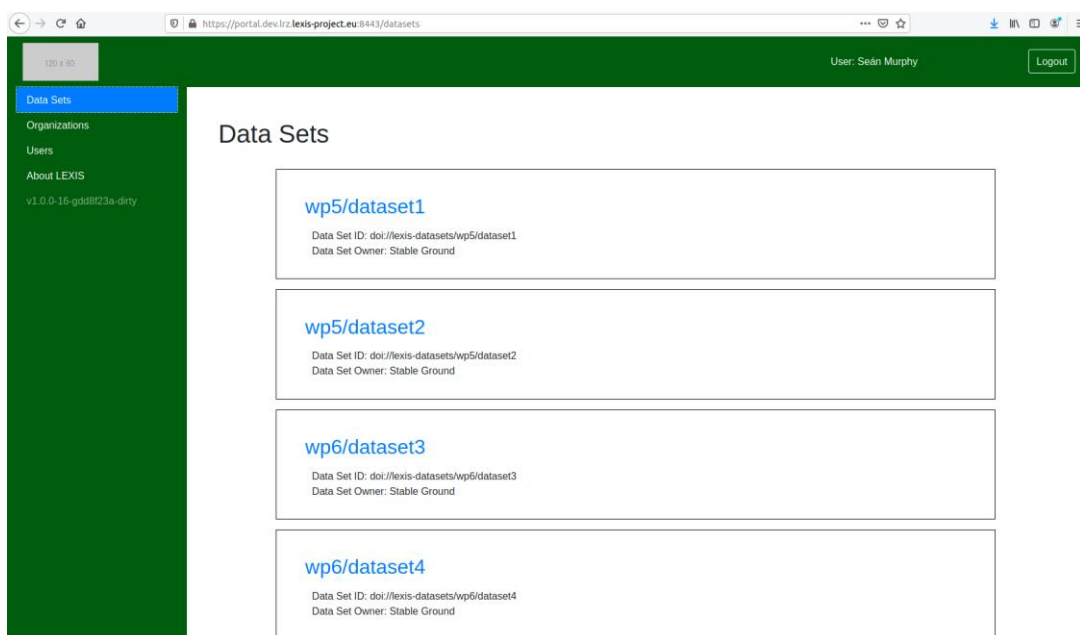 https://portal.dev.lrz.lexis-project.eu:8443/datasets
120 x 60
User: Seán Murphy
Logout
Data Sets
Organizations
Users
About LEXIS
v1.0.0-16-gdd8f23a-dirty
Data Sets
wp5/dataset1
Data Set ID: doi://lexis-datasets/wp5/dataset1
Data Set Owner: Stable Ground
wp5/dataset2
Data Set ID: doi://lexis-datasets/wp5/dataset2
Data Set Owner: Stable Ground
wp6/dataset3
Data Set ID: doi://lexis-datasets/wp6/dataset3
Data Set Owner: Stable Ground
wp6/dataset4
Data Set ID: doi://lexis-datasets/wp6/dataset4
Data Set Owner: Stable Ground